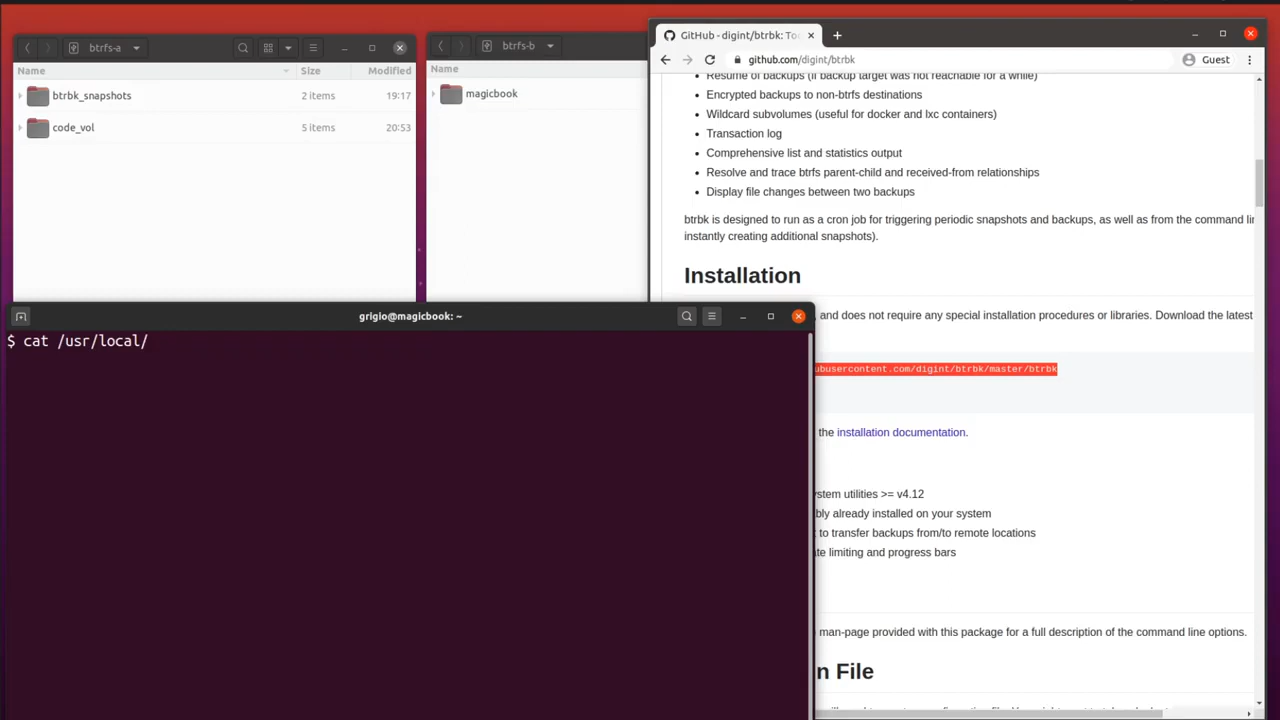 btrfs-a
Name Size Modified
btrbk_snapshots 2 items 19:17
code_vol 5 items 20:53
btrfs-b
Name
magicbook
GitHub - digint/btrbk: Too
github.com/digint/btrbk
Guest
Resume of backups (if backup target was not reachable for a while)
Encrypted backups to non-btrfs destinations
Wildcard subvolumes (useful for docker and lxc containers)
Transaction log
Comprehensive list and statistics output
Resolve and trace btrfs parent-child and received-from relationships
Display file changes between two backups
btrbk is designed to run as a cron job for triggering periodic snapshots and backups, as well as from the command lin
instantly creating additional snapshots).
Installation
, and does not require any special installation procedures or libraries. Download the latest
ubusercontent.com/digint/btrbk/master/btrbk
the installation documentation.
ystem utilities >= v4.12
bly already installed on your system
t to transfer backups from/to remote locations
ate limiting and progress bars
man-page provided with this package for a full description of the command line options.
n File
grigio@magicbook: ~
$ cat /usr/local/